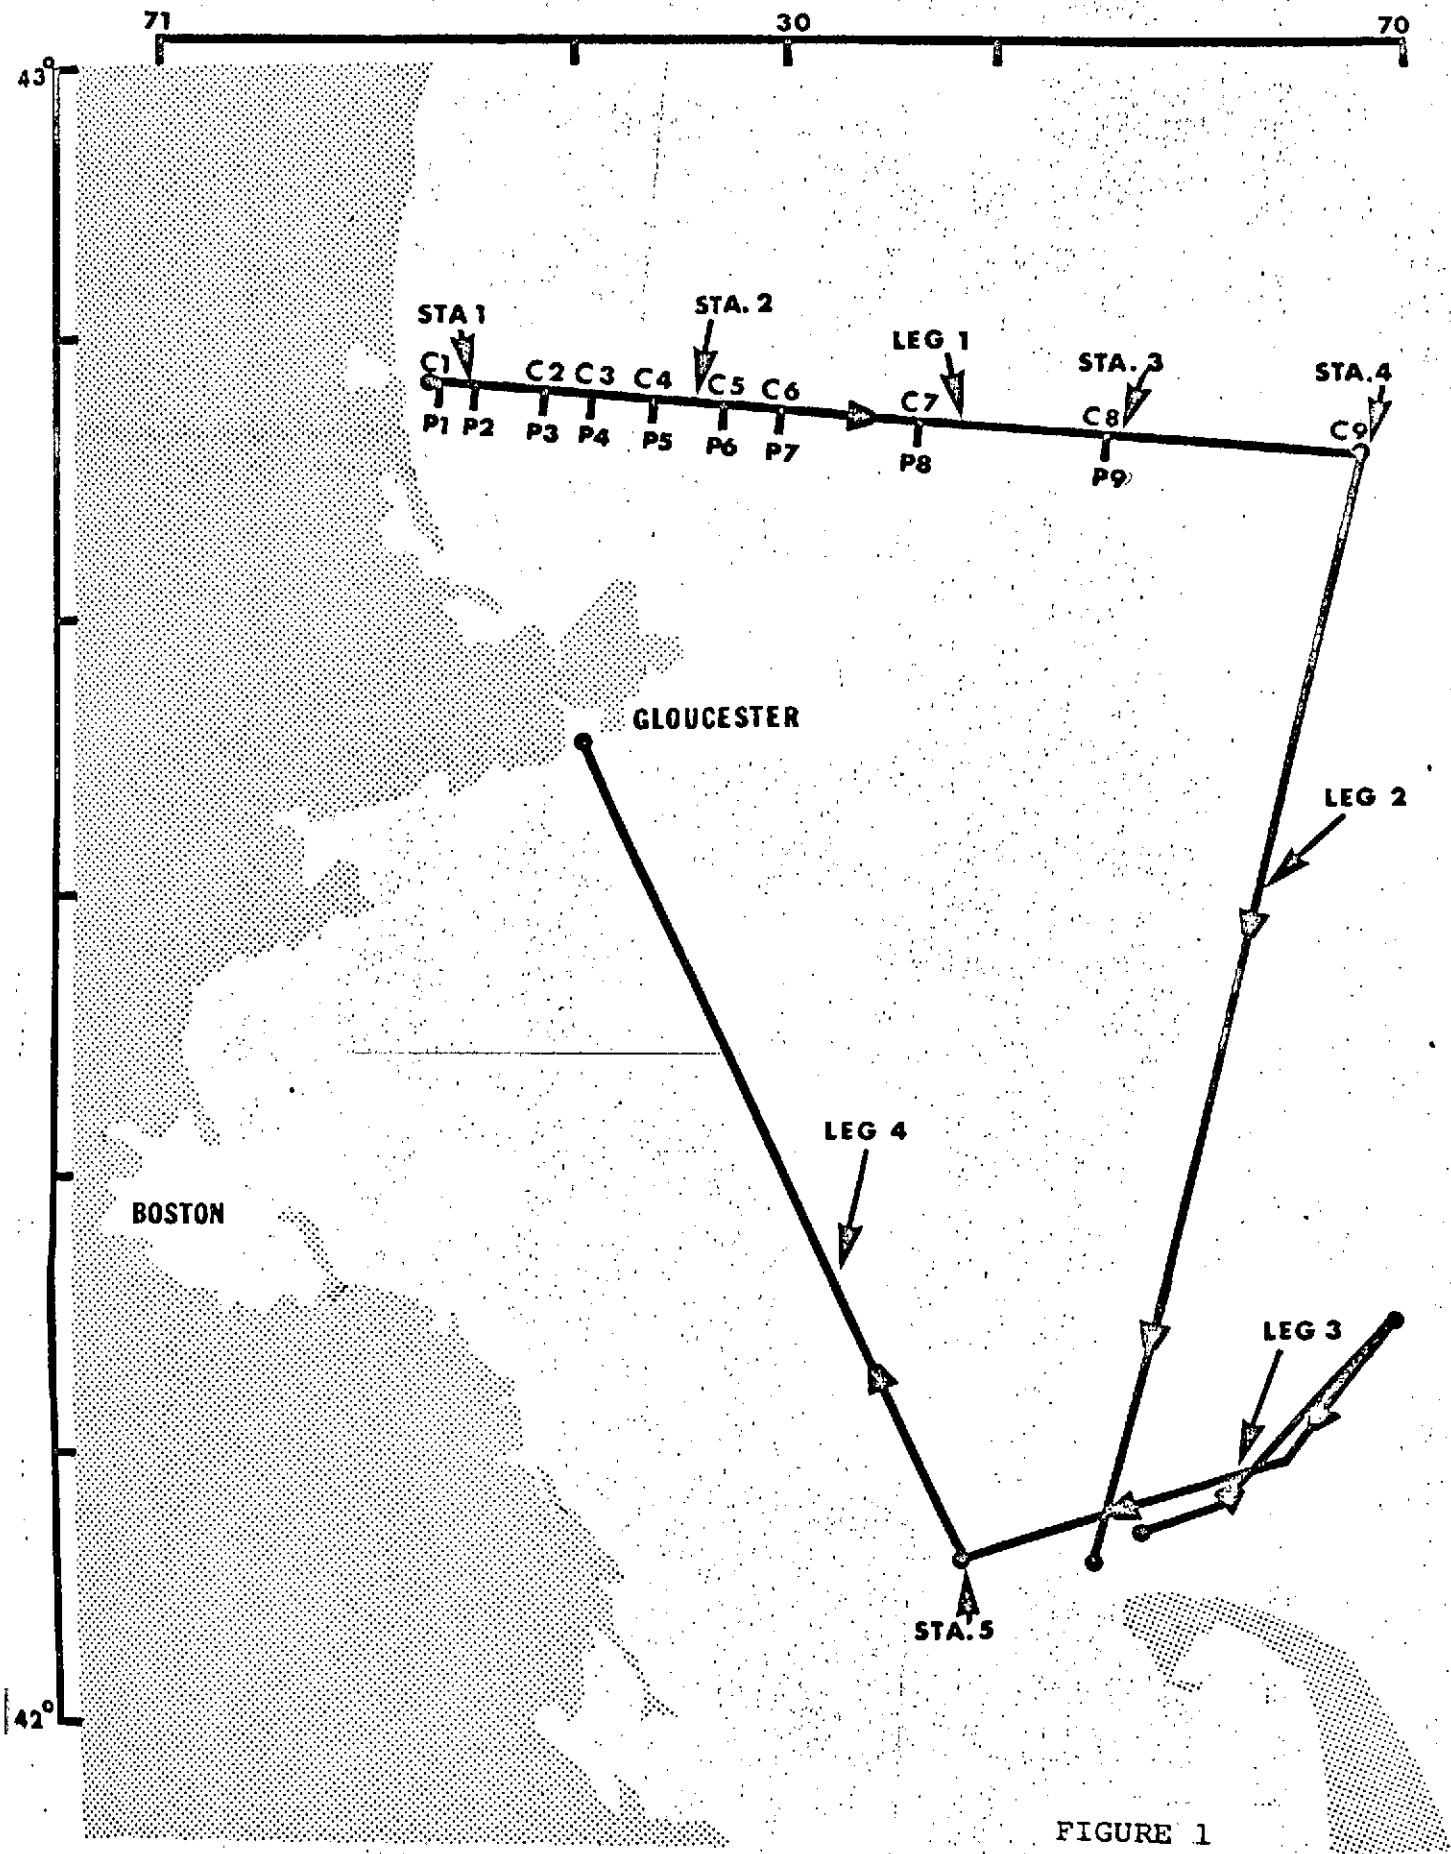 71 30 70
43°
STA. 2
STA 1
LEG 1
STA. 3
STA. 4
C1 C2 C3 C4 C5 C6 C7 C8 C9
P1 P2 P3 P4 P5 P6 P7 P8 P9
GLOUCESTER
LEG 2
LEG 4
BOSTON
LEG 3
STA. 5
42°
FIGURE 1